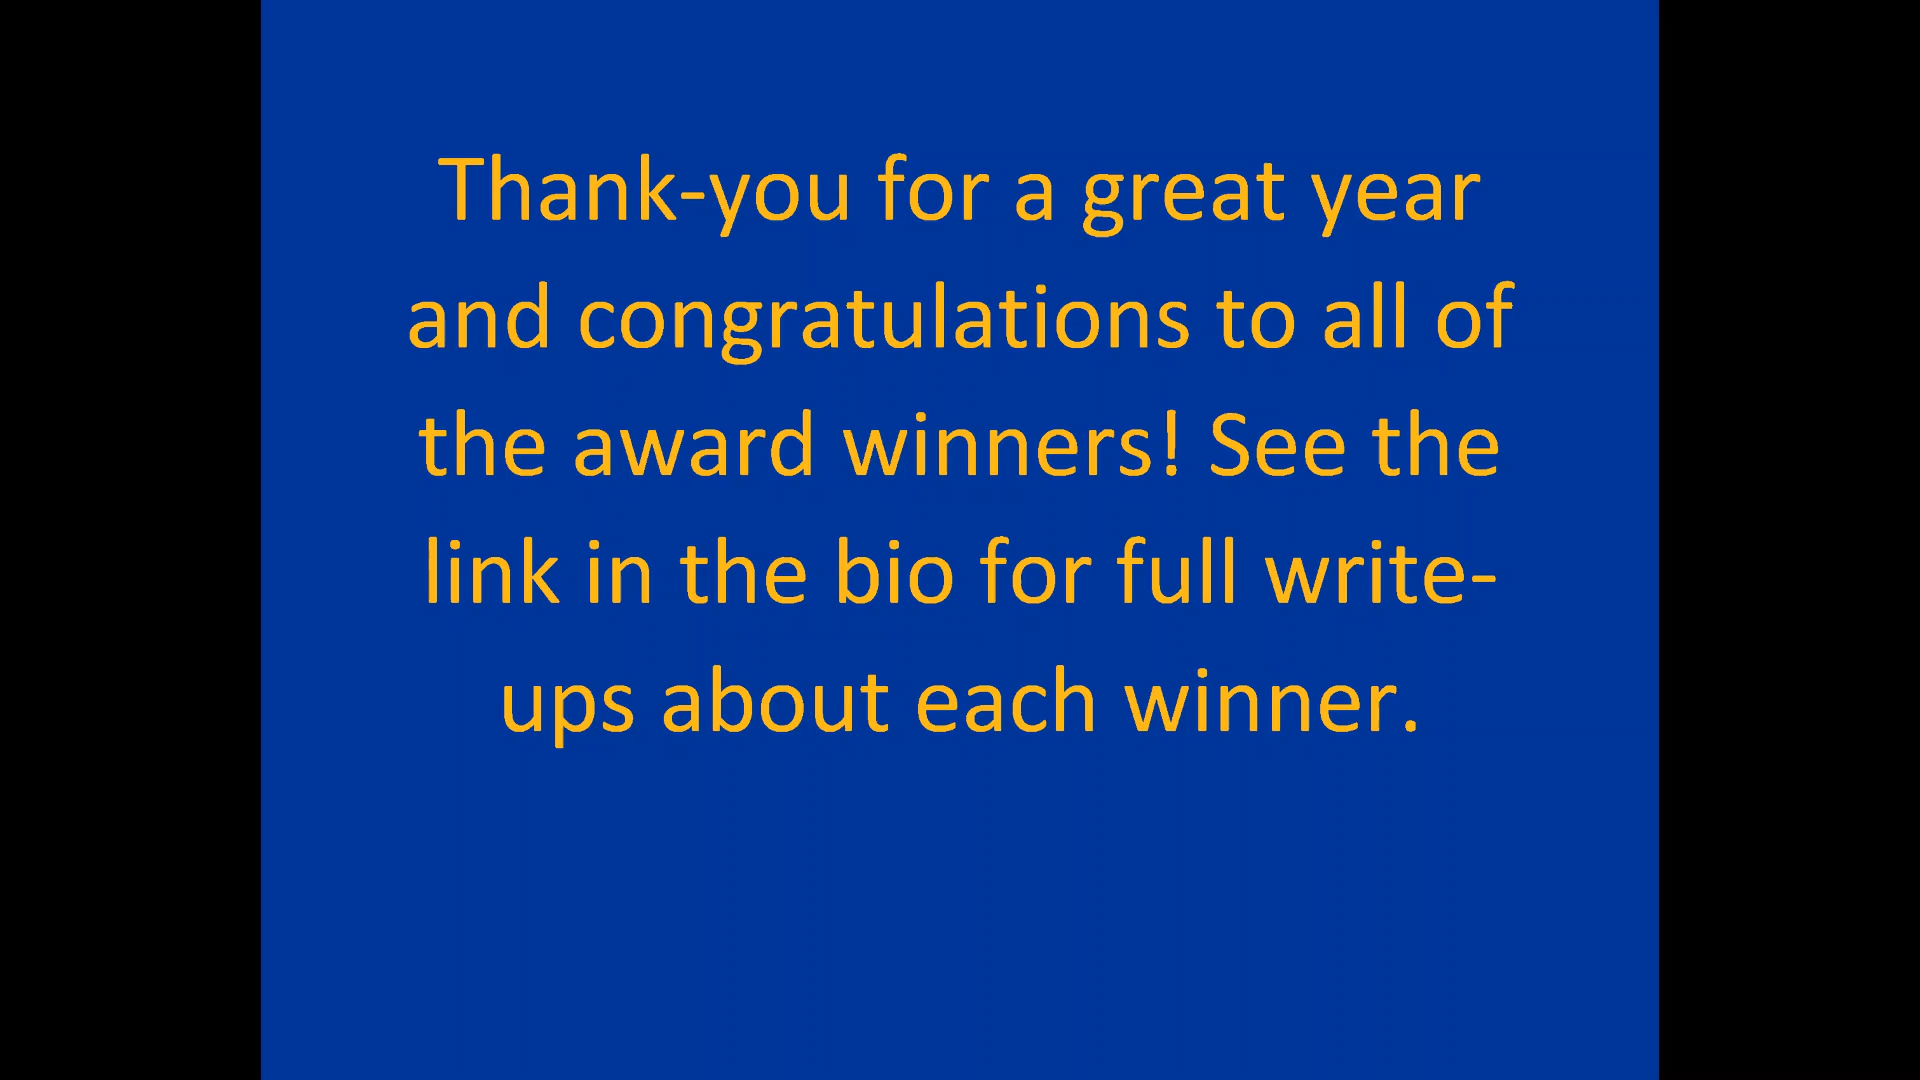 Thank-you for a great year
and congratulations to all of
the award winners! See the
link in the bio for full write-
ups about each winner.